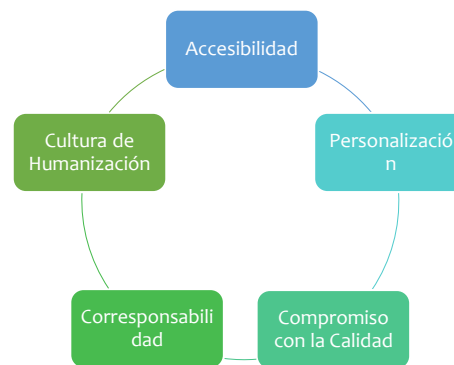 Accesibilidad
Personalizació
n
Compromiso
con la Calidad
Corresponsabili
dad
Cultura de
Humanización